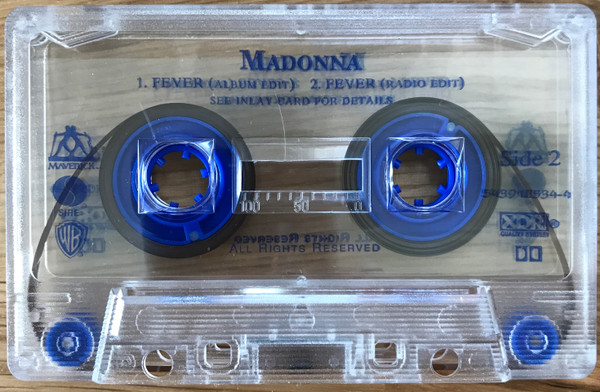 MADONNA
1. FEVER (ALBUM EDIT) 2. FEVER (RADIO EDIT)
SEE INLAY CARD FOR DETAILS
MAVERICK
Side 2
SIRE
WB
100 50
ALL RIGHTS RESERVED